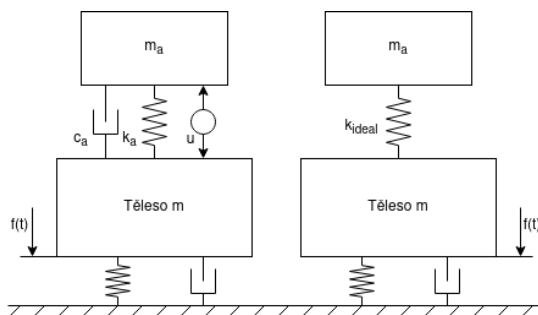 m_a
m_a
c_a
k_a
u
k_ideal
Těleso m
Těleso m
f(t)
f(t)